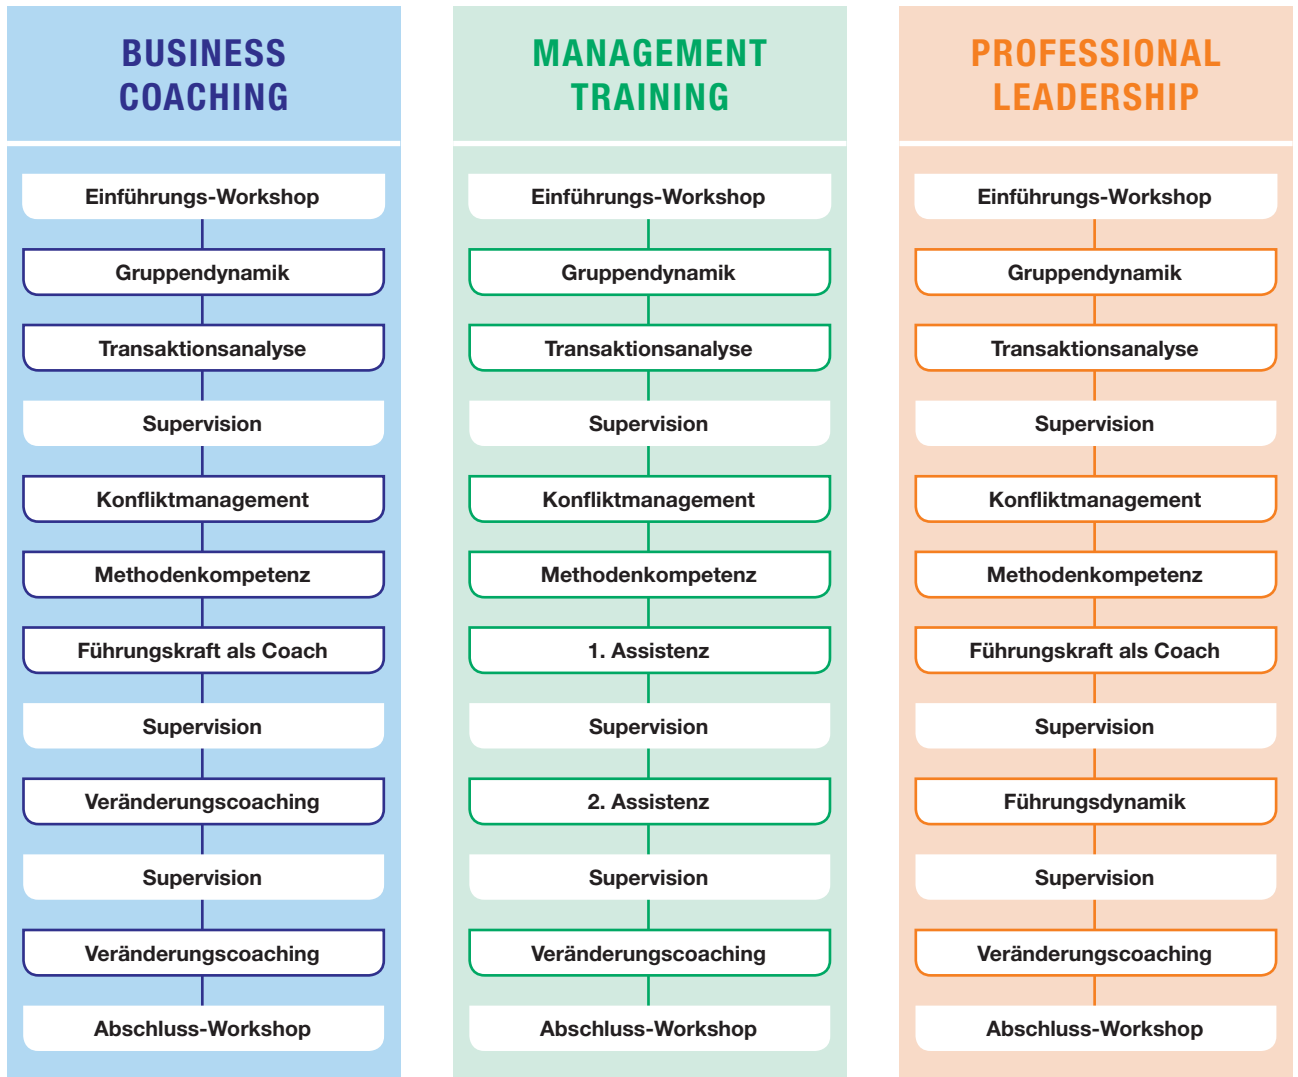 BUSINESS
COACHING
Einführungs-Workshop
Gruppendynamik
Transaktionsanalyse
Supervision
Konfliktmanagement
Methodenkompetenz
Führungskraft als Coach
Supervision
Veränderungscoaching
Supervision
Veränderungscoaching
Abschluss-Workshop
MANAGEMENT
TRAINING
Einführungs-Workshop
Gruppendynamik
Transaktionsanalyse
Supervision
Konfliktmanagement
Methodenkompetenz
1. Assistenz
Supervision
2. Assistenz
Supervision
Veränderungscoaching
Abschluss-Workshop
PROFESSIONAL
LEADERSHIP
Einführungs-Workshop
Gruppendynamik
Transaktionsanalyse
Supervision
Konfliktmanagement
Methodenkompetenz
Führungskraft als Coach
Supervision
Führungsdynamik
Supervision
Veränderungscoaching
Abschluss-Workshop